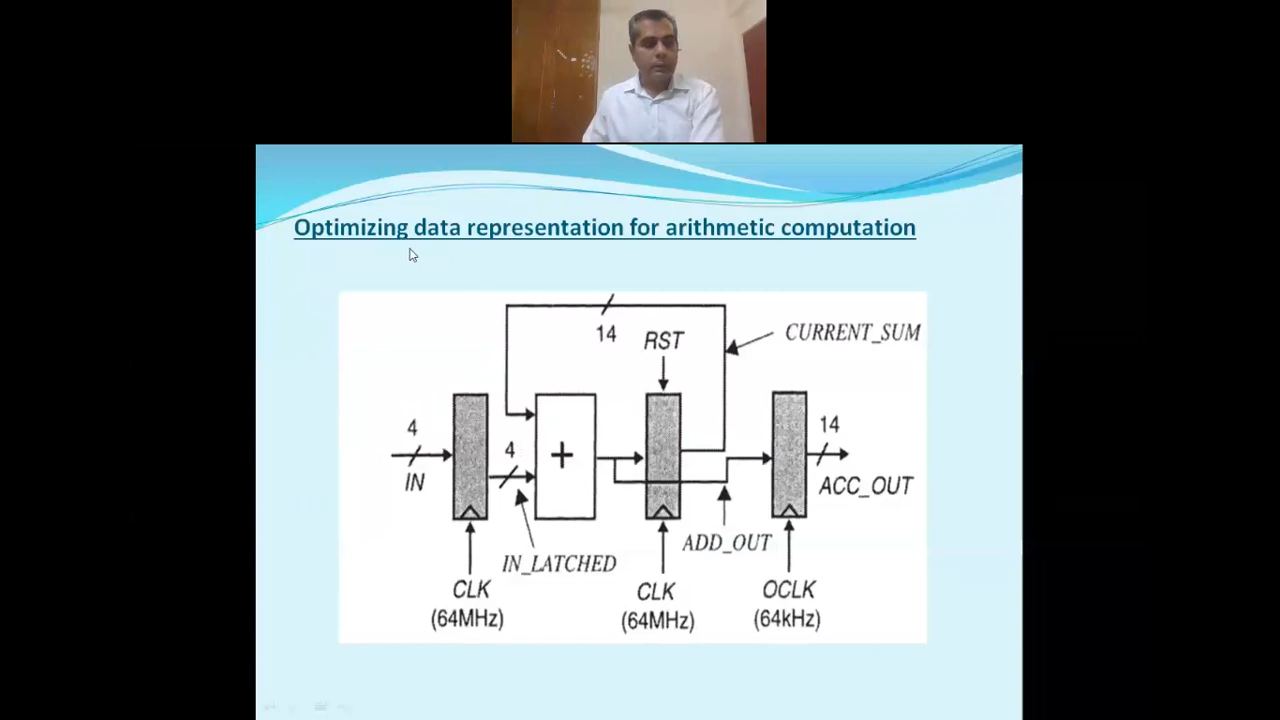 Optimizing data representation for arithmetic computation
14
RST
CURRENT_SUM
4
IN
4
+
14
ACC_OUT
ADD_OUT
IN_LATCHED
CLK
(64MHz)
CLK
(64MHz)
OCLK
(64kHz)